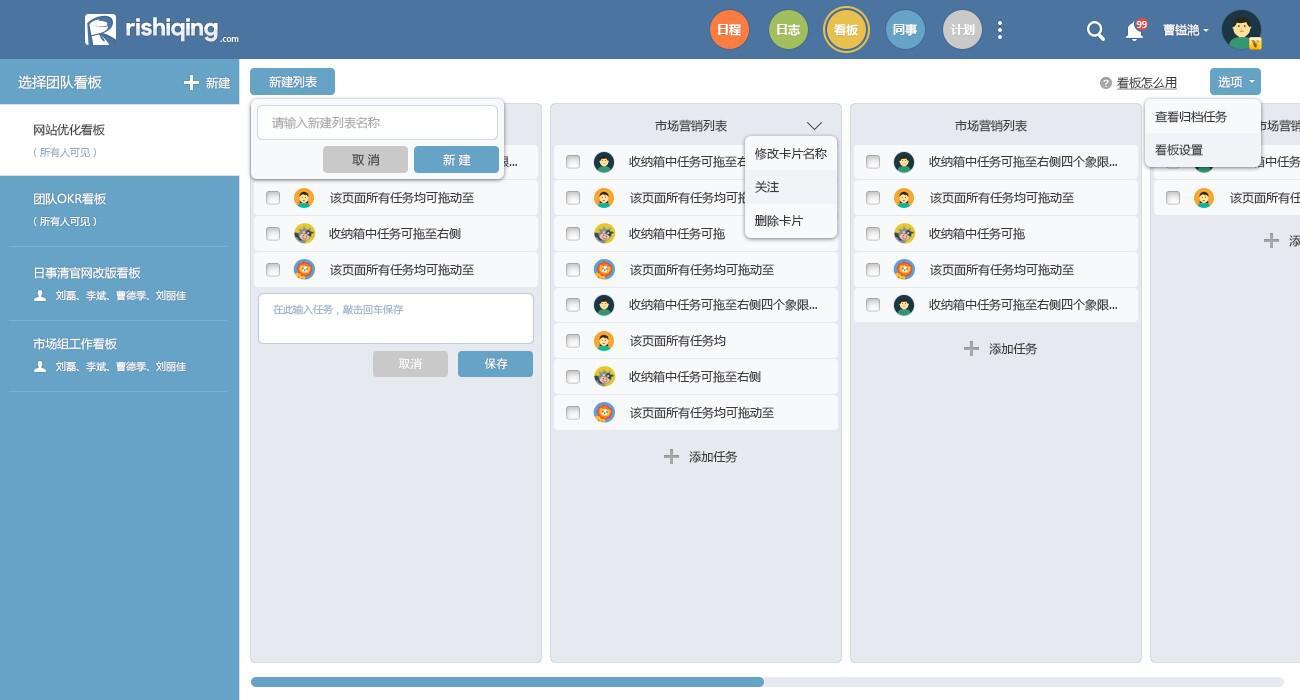 rishiqing.com
日程
日志
看板
同事
计划
99
曹镒滟
选择团队看板
新建
网站优化看板
( 所有人可见 )
团队OKR看板
( 所有人可见 )
日事清官网改版看板
刘磊、李斌、曹德季、刘丽佳
市场组工作看板
刘磊、李斌、曹德季、刘丽佳
新建列表
看板怎么用
选项
查看归档任务
看板设置
请输入新建列表名称
取 消
新 建
限...
该页面所有任务均可拖动至
收纳箱中任务可拖至右侧
该页面所有任务均可拖动至
在此输入任务，敲击回车保存
取消
保存
市场营销列表
修改卡片名称
关注
删除卡片
收纳箱中任务可拖至右
该页面所有任务均可拖
收纳箱中任务可拖
该页面所有任务均可拖动至
收纳箱中任务可拖至右侧四个象限...
该页面所有任务均
收纳箱中任务可拖至右侧
该页面所有任务均可拖动至
添加任务
市场营销列表
收纳箱中任务可拖至右侧四个象限...
该页面所有任务均可拖动至
收纳箱中任务可拖
该页面所有任务均可拖动至
收纳箱中任务可拖至右侧四个象限...
添加任务
场营销
中任务
该页面所有任
添